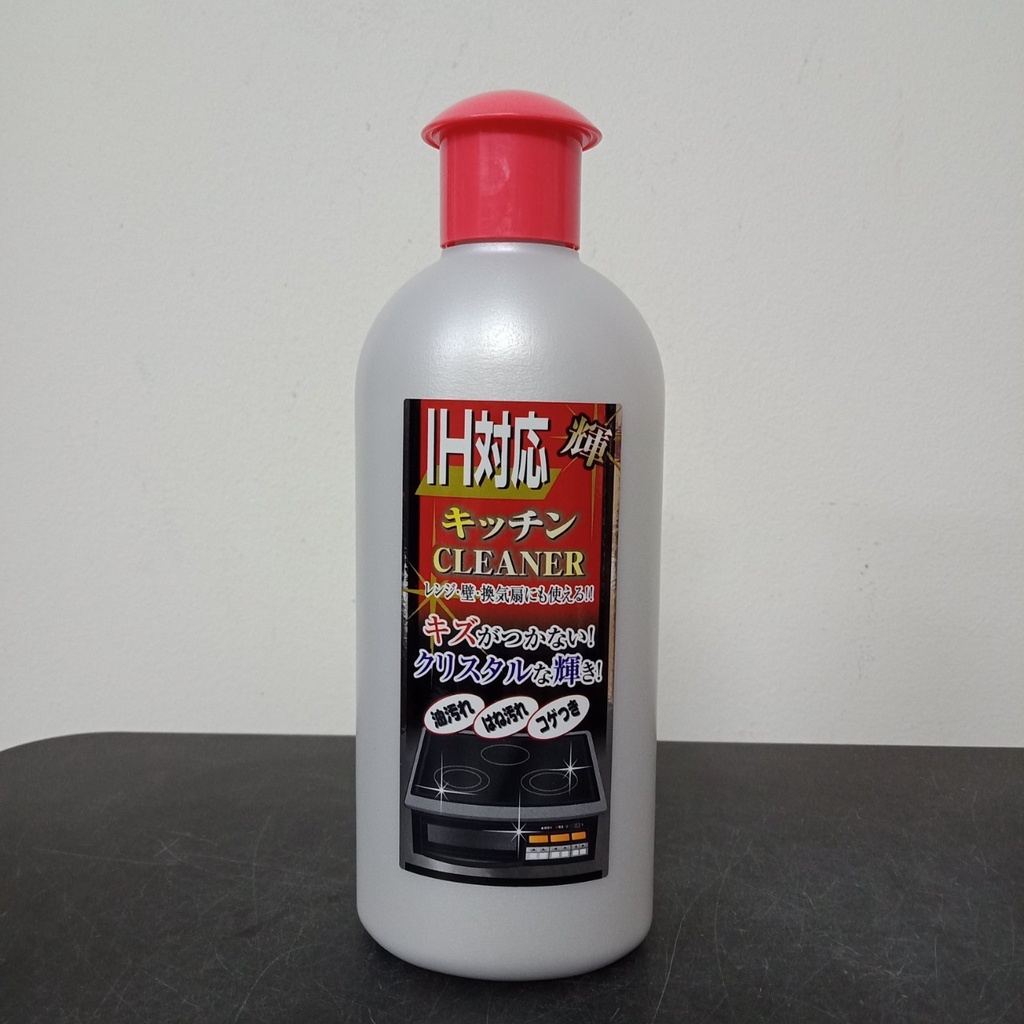 IH対応
輝
キッチン
CLEANER
レンジ・壁・換気扇にも使える!!
キズがつかない!
クリスタルな輝き!
油汚れ
はね汚れ
コゲつき